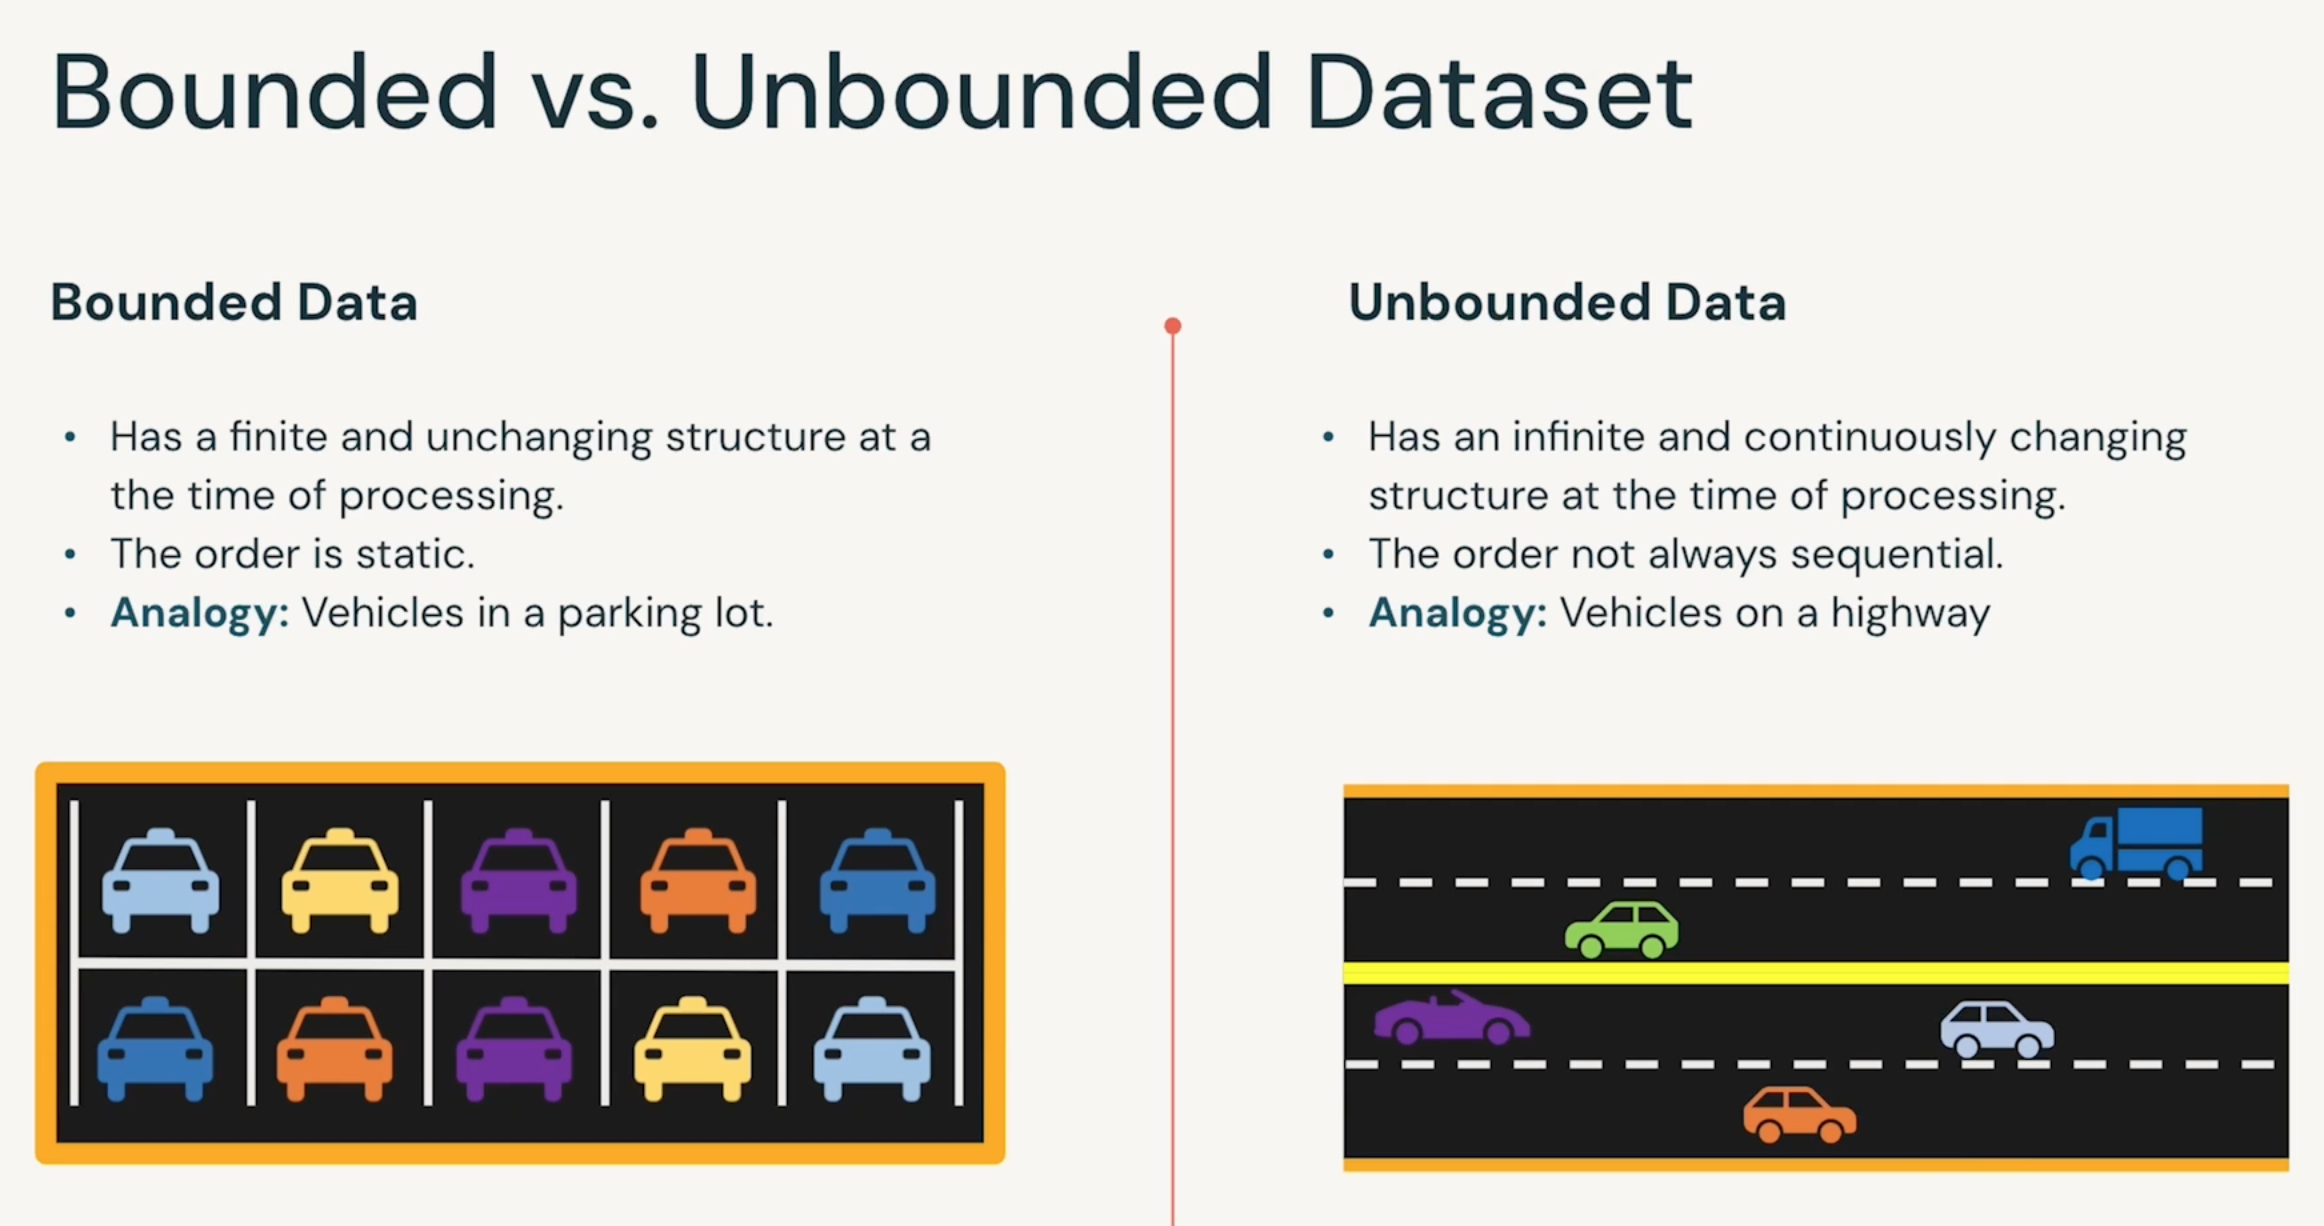 Bounded vs. Unbounded Dataset
Bounded Data
• Has a finite and unchanging structure at a
the time of processing.
• The order is static.
• Analogy: Vehicles in a parking lot.
Unbounded Data
• Has an infinite and continuously changing
structure at the time of processing.
• The order not always sequential.
• Analogy: Vehicles on a highway